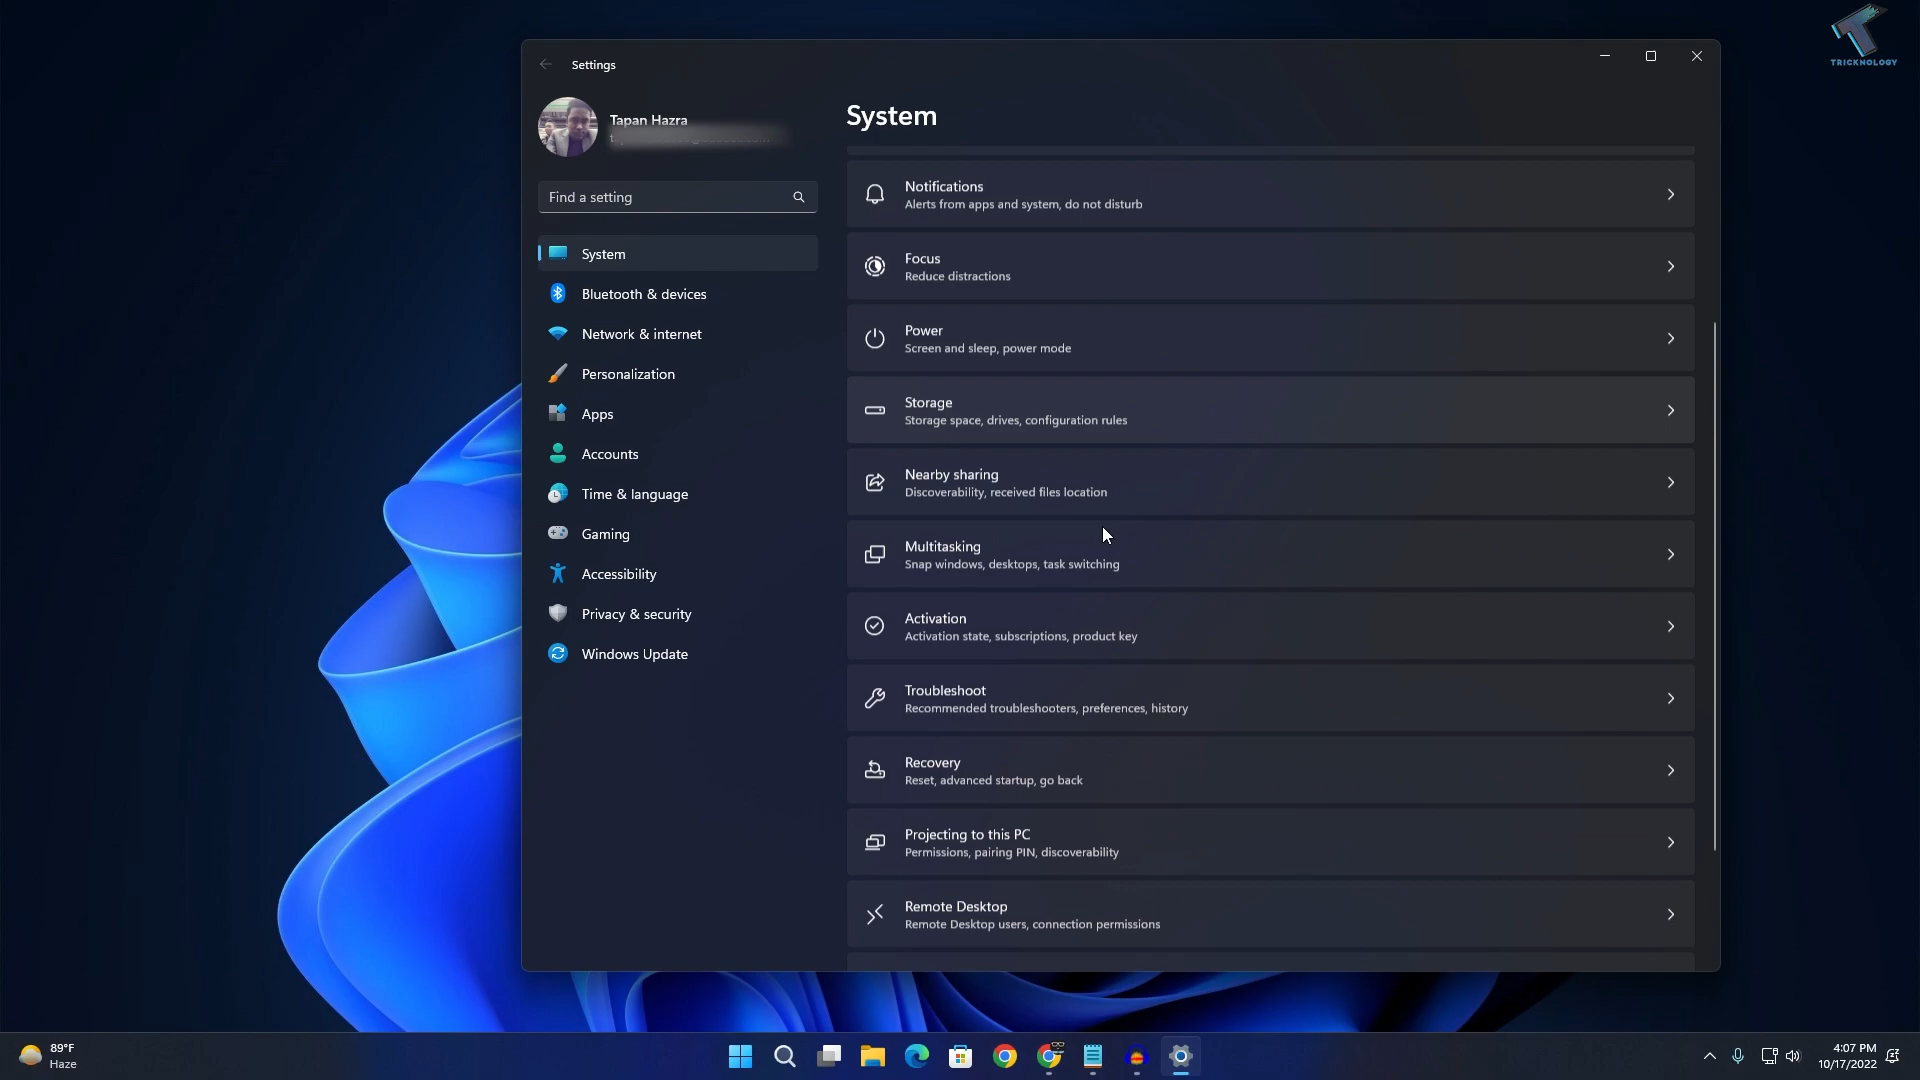 TRICKNOLOGY
Settings
Tapan Hazra
Find a setting
System
Bluetooth & devices
Network & internet
Personalization
Apps
Accounts
Time & language
Gaming
Accessibility
Privacy & security
Windows Update
System
Notifications
Alerts from apps and system, do not disturb
Focus
Reduce distractions
Power
Screen and sleep, power mode
Storage
Storage space, drives, configuration rules
Nearby sharing
Discoverability, received files location
Multitasking
Snap windows, desktops, task switching
Activation
Activation state, subscriptions, product key
Troubleshoot
Recommended troubleshooters, preferences, history
Recovery
Reset, advanced startup, go back
Projecting to this PC
Permissions, pairing PIN, discoverability
Remote Desktop
Remote Desktop users, connection permissions
89°F
Haze
4:07 PM
10/17/2022